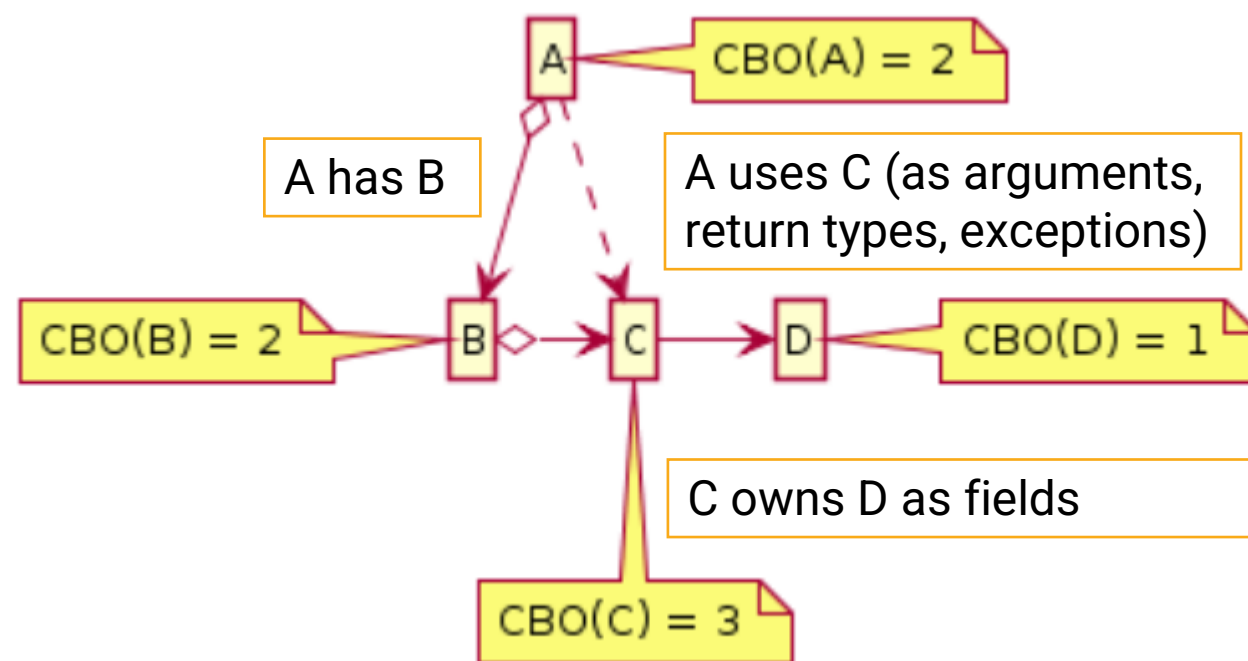 A
CBO(A) = 2
A has B
A uses C (as arguments,
return types, exceptions)
CBO(B) = 2
B
C
D
CBO(D) = 1
C owns D as fields
CBO(C) = 3